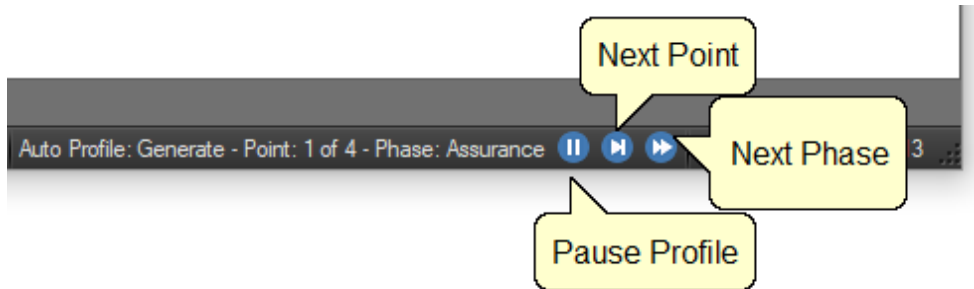 Next Point
Auto Profile: Generate - Point: 1 of 4 - Phase: Assurance
Next Phase
3
Pause Profile